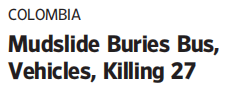 COLOMBIA
Mudslide Buries Bus,
Vehicles, Killing 27